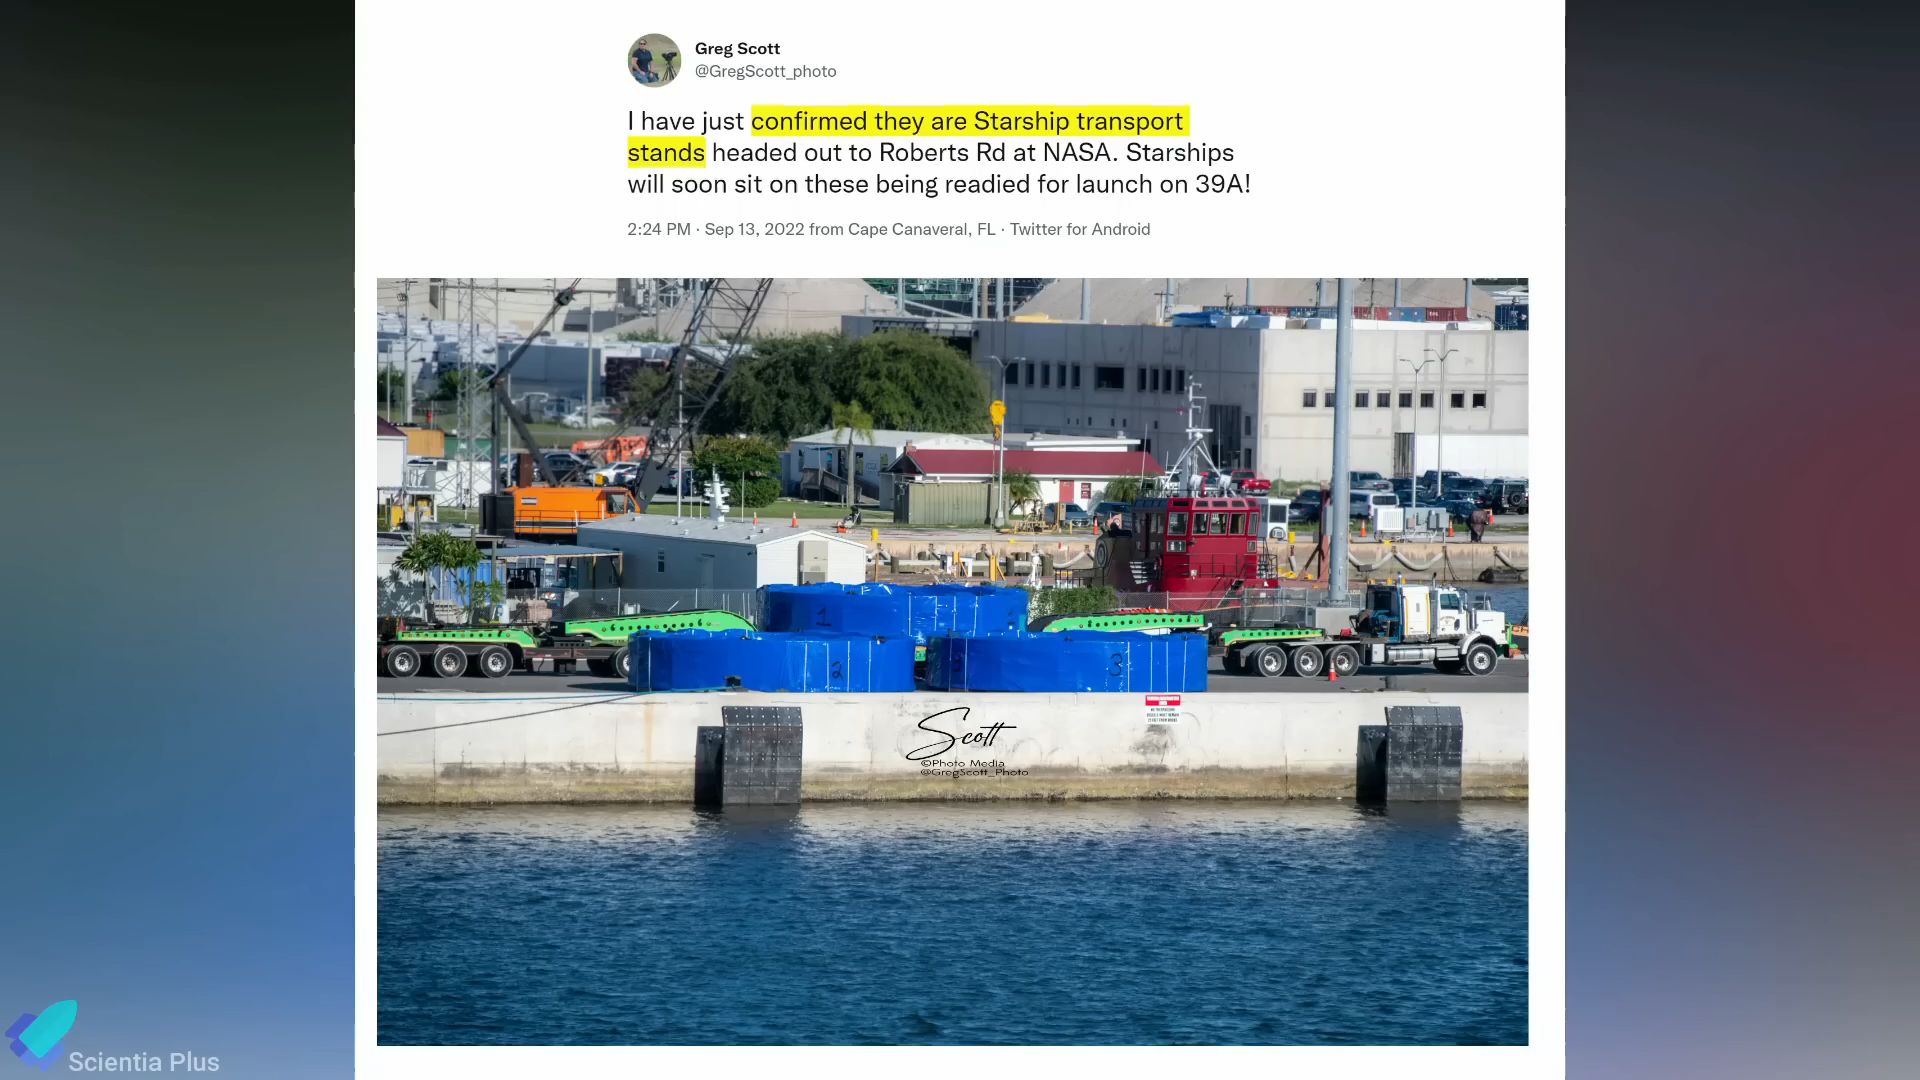 Greg Scott
@GregScott_photo
I have just confirmed they are Starship transport
stands headed out to Roberts Rd at NASA. Starships
will soon sit on these being readied for launch on 39A!
2:24 PM · Sep 13, 2022 from Cape Canaveral, FL · Twitter for Android
2
3
Scott
©Photo Media
@GregScott_Photo
Scientia Plus